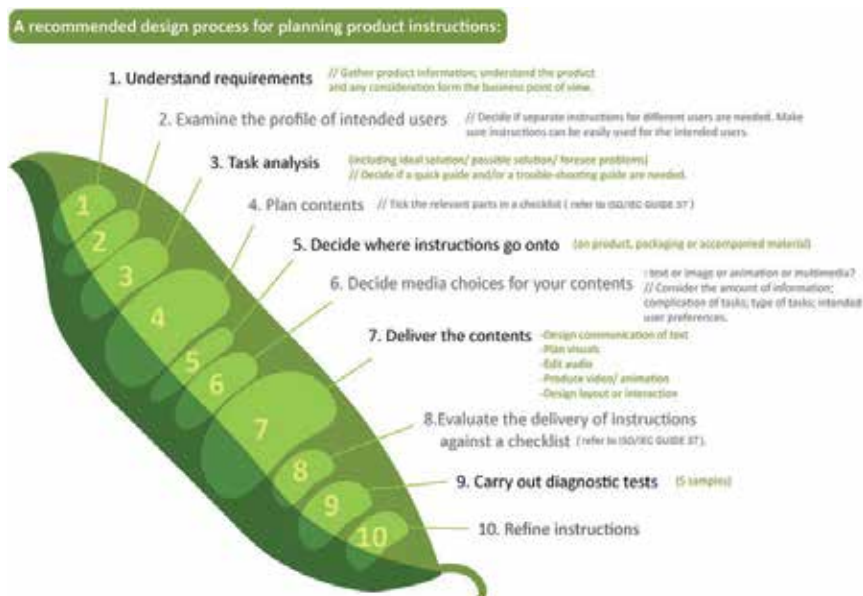 A recommended design process for planning product instructions:
1. Understand requirements // Gather product information; understand the product
and any consideration form the business point of view.
2. Examine the profile of intended users // Decide if separate instructions for different users are needed. Make
sure instructions can be easily used for the intended users.
3. Task analysis (including ideal solution/ possible solution/ foresee problems)
// Decide if a quick guide and/or a trouble-shooting guide are needed.
4. Plan contents // Tick the relevant parts in a checklist ( refer to ISO/IEC GUIDE 37 )
5. Decide where instructions go onto (on product, packaging or accompanied material)
6. Decide media choices for your contents : text or image or animation or multimedia?
// Consider the amount of information;
complication of tasks; type of tasks; intended
user preferences.
7. Deliver the contents -Design communication of text
-Plan visuals
-Edit audio
-Produce video/ animation
-Design layout or interaction
8.Evaluate the delivery of instructions
against a checklist ( refer to ISO/IEC GUIDE 37).
9. Carry out diagnostic tests (5 samples)
10. Refine instructions
1
2
3
4
5
6
7
8
9
10